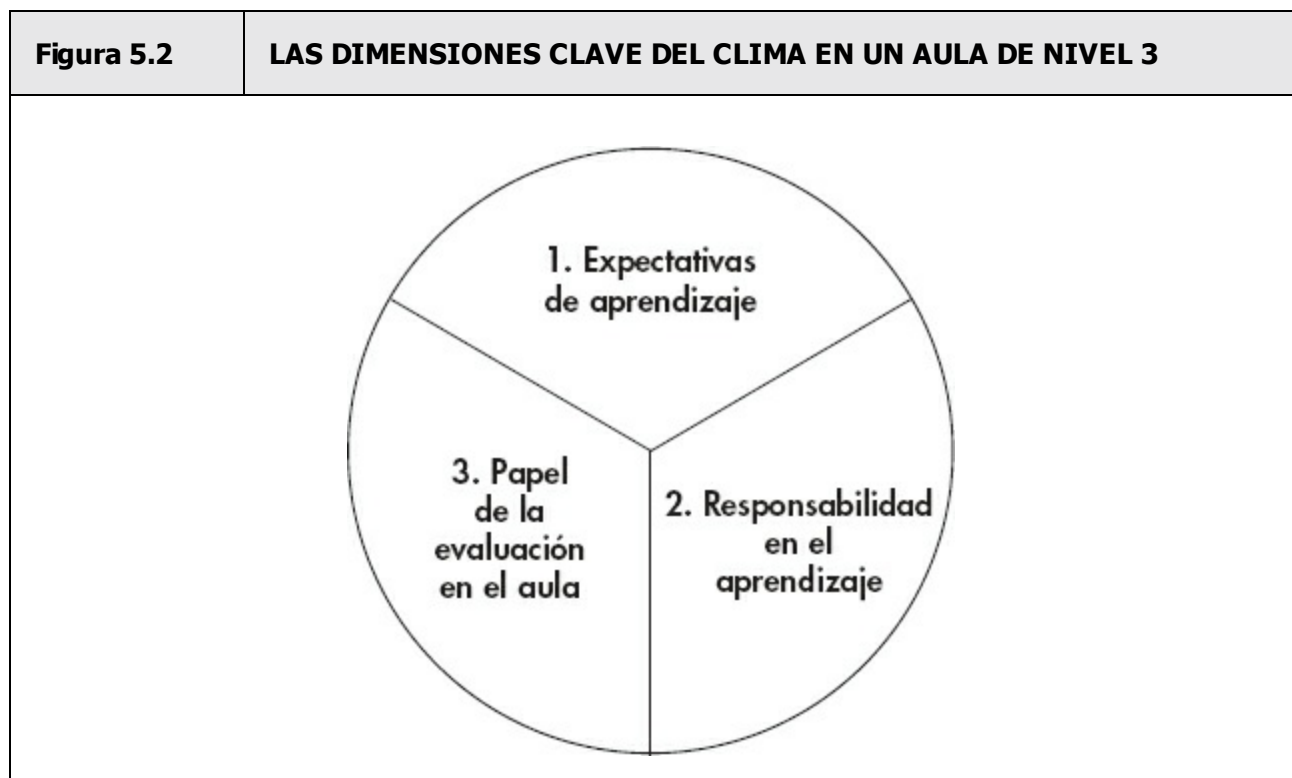 Figura 5.2
LAS DIMENSIONES CLAVE DEL CLIMA EN UN AULA DE NIVEL 3
1. Expectativas
de aprendizaje
2. Responsabilidad
en el
aprendizaje
3. Papel
de la
evaluación
en el aula